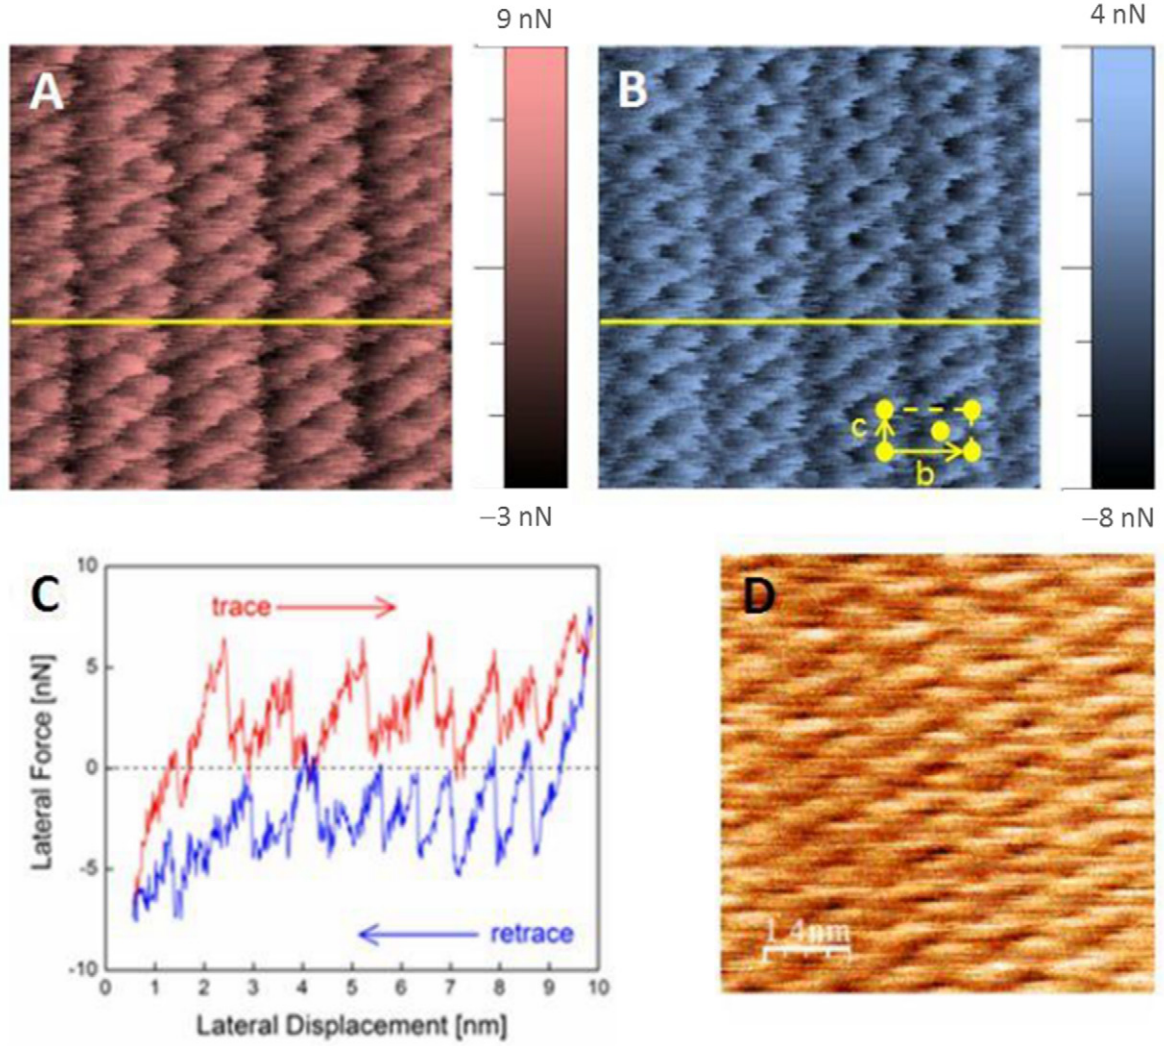 9 nN
4 nN
A
B
c
b
−3 nN
−8 nN
C
10
5
0
-5
-10
trace
retrace
0 1 2 3 4 5 6 7 8 9 10
Lateral Force [nN]
Lateral Displacement [nm]
D
1.4nm